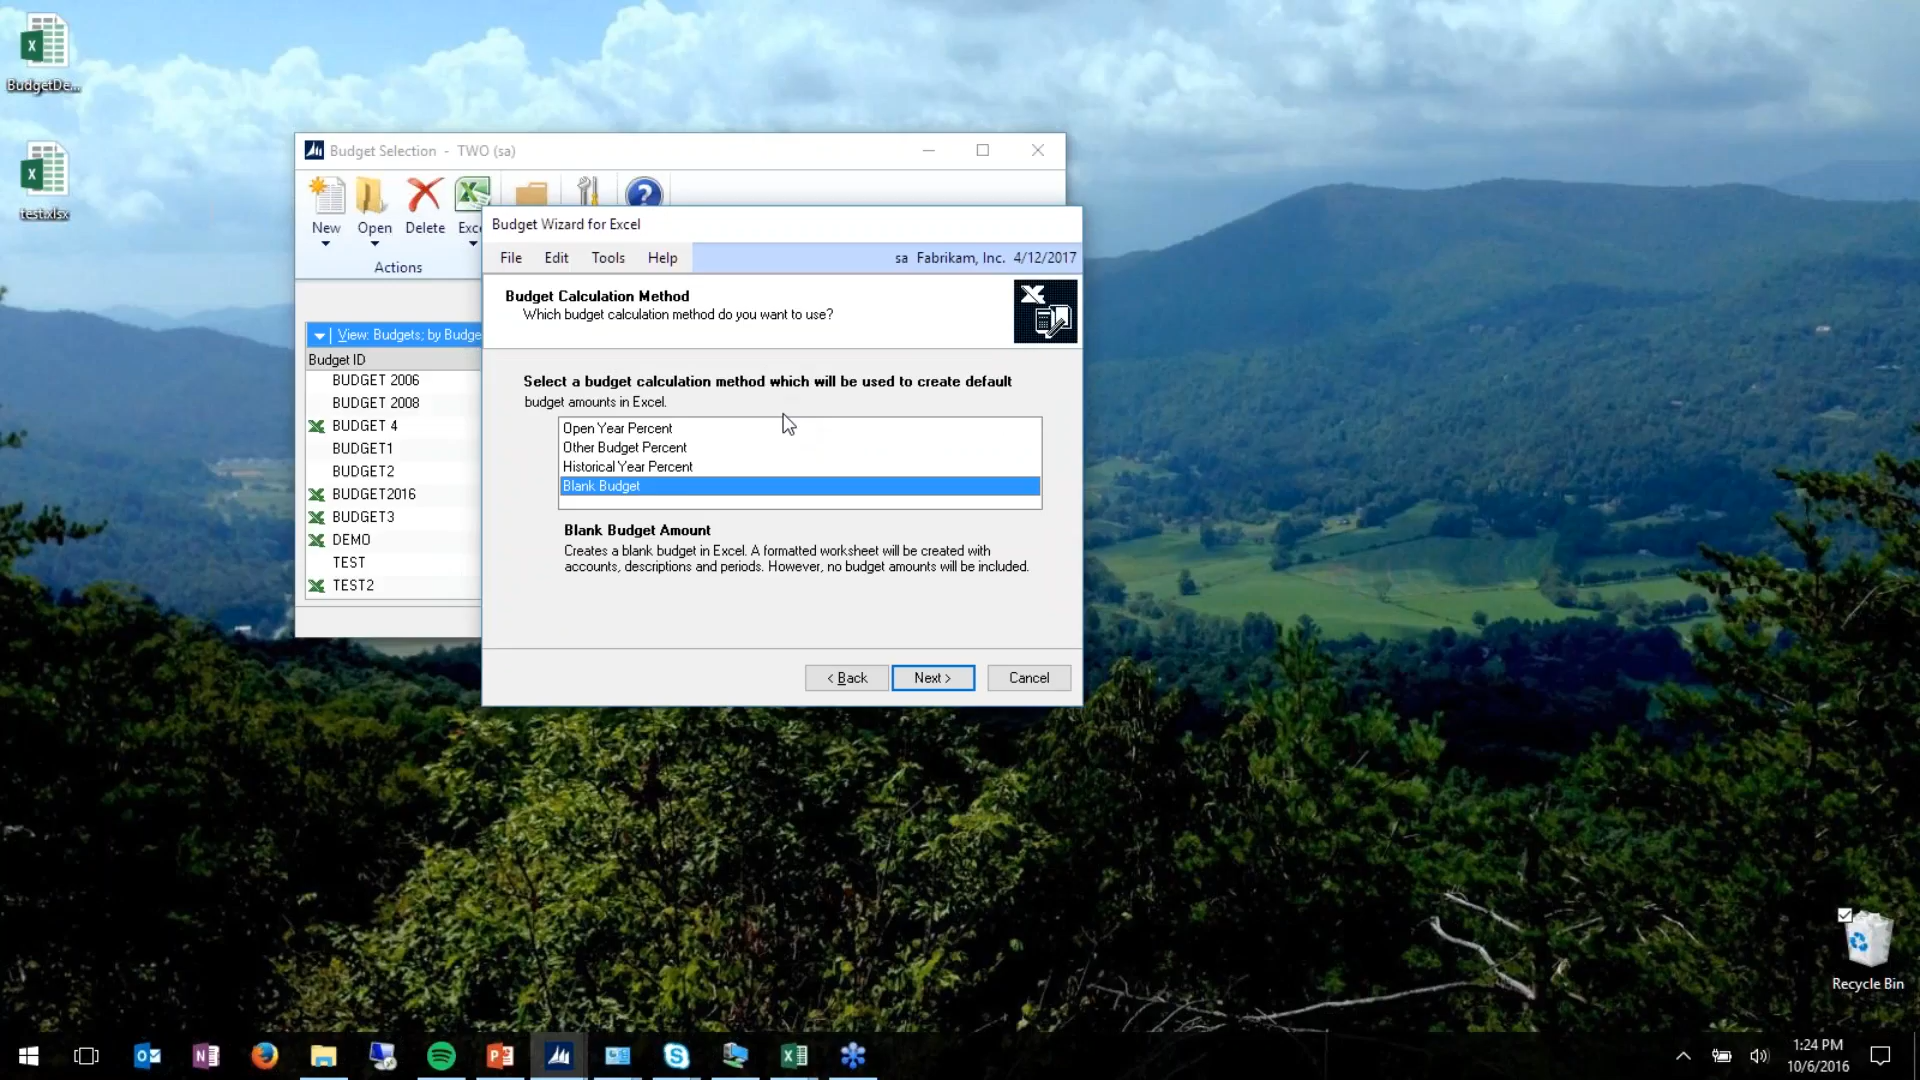 BudgetDe...
test.xlsx
Budget Selection - TWO (sa)
New
Open
Delete
Exce
Actions
View: Budgets; by Budge
Budget ID
BUDGET 2006
BUDGET 2008
BUDGET 4
BUDGET1
BUDGET2
BUDGET2016
BUDGET3
DEMO
TEST
TEST2
Budget Wizard for Excel
File Edit Tools Help
sa Fabrikam, Inc. 4/12/2017
Budget Calculation Method
Which budget calculation method do you want to use?
Select a budget calculation method which will be used to create default
budget amounts in Excel.
Open Year Percent
Other Budget Percent
Historical Year Percent
Blank Budget
Blank Budget Amount
Creates a blank budget in Excel. A formatted worksheet will be created with
accounts, descriptions and periods. However, no budget amounts will be included.
< Back
Next >
Cancel
Recycle Bin
1:24 PM
10/6/2016